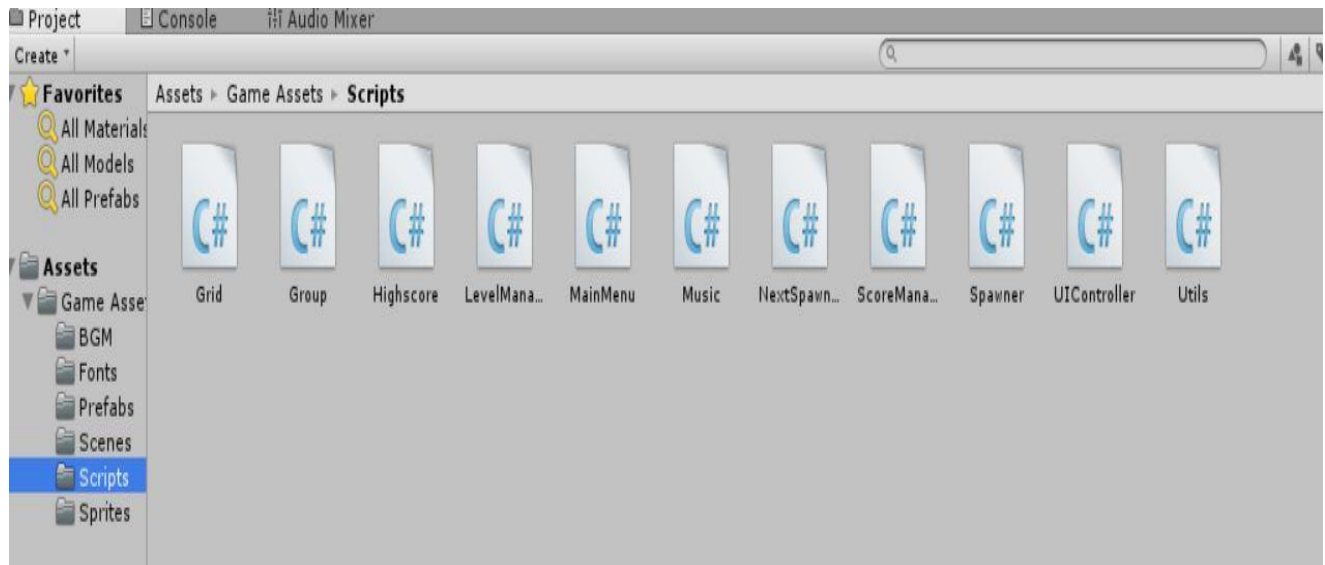 Project Console Audio Mixer
Create
Favorites
All Materials
All Models
All Prefabs
Assets
Game Asse
BGM
Fonts
Prefabs
Scenes
Scripts
Sprites
Assets Game Assets Scripts
C# C# C# C# C# C# C# C# C# C# C#
Grid Group Highscore LevelMana... MainMenu Music NextSpawn... ScoreMana... Spawner UIController Utils